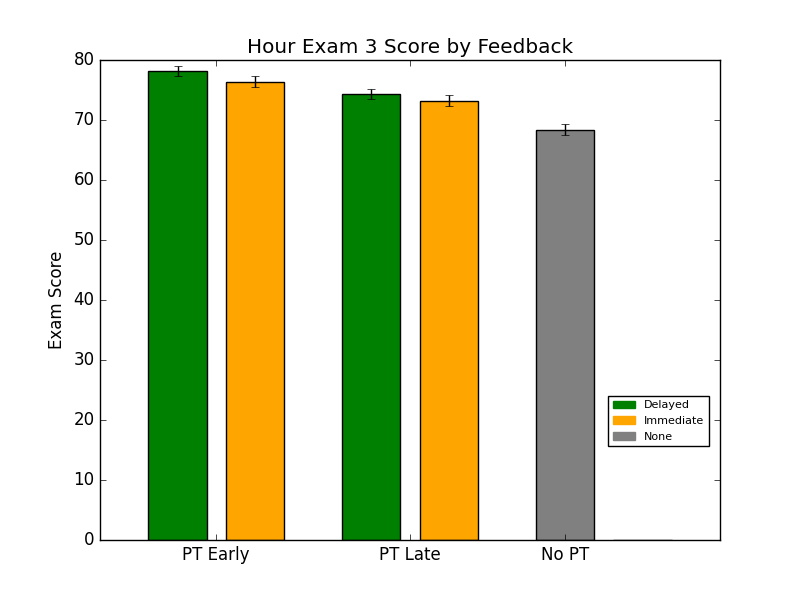 Hour Exam 3 Score by Feedback
80
70
60
50
40
30
20
10
0
Exam Score
Delayed
Immediate
None
PT Early
PT Late
No PT